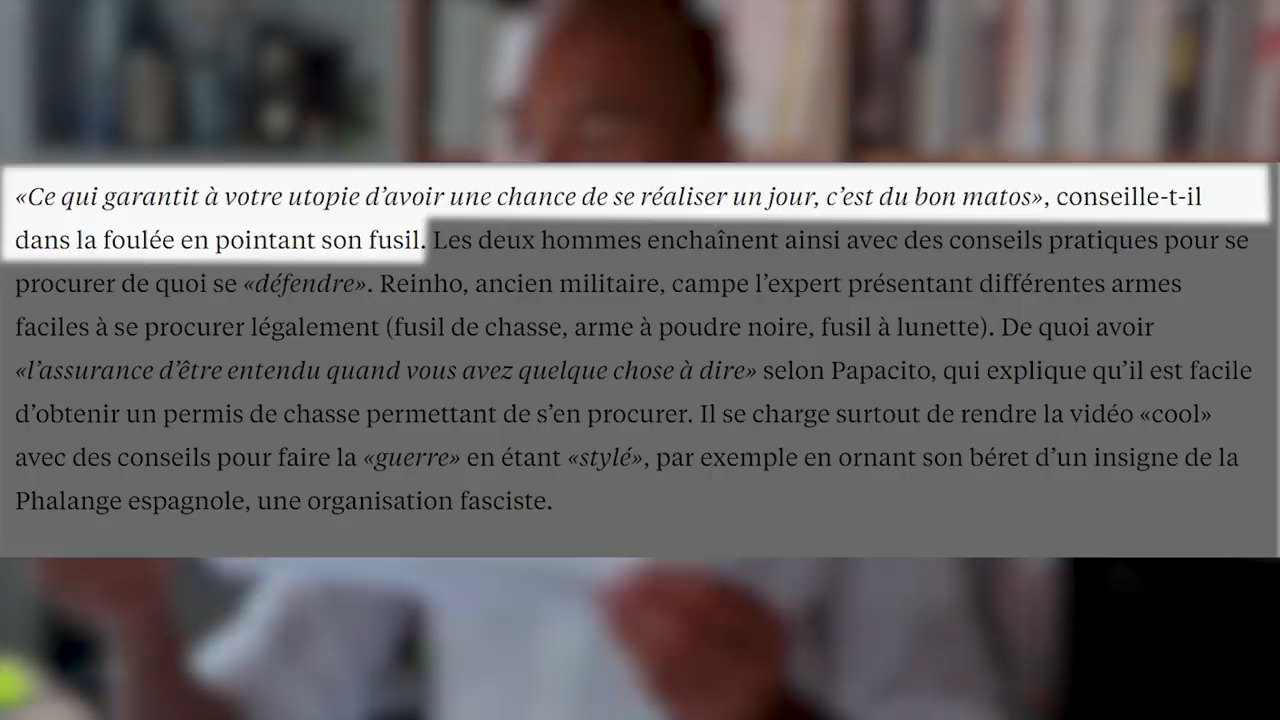 «Ce qui garantit à votre utopie d’avoir une chance de se réaliser un jour, c’est du bon matos», conseille-t-il
dans la foulée en pointant son fusil. Les deux hommes enchaînent ainsi avec des conseils pratiques pour se
procurer de quoi se «défendre». Reinho, ancien militaire, campe l’expert présentant différentes armes
faciles à se procurer légalement (fusil de chasse, arme à poudre noire, fusil à lunette). De quoi avoir
«l’assurance d’être entendu quand vous avez quelque chose à dire» selon Papacito, qui explique qu’il est facile
d’obtenir un permis de chasse permettant de s’en procurer. Il se charge surtout de rendre la vidéo «cool»
avec des conseils pour faire la «guerre» en étant «stylé», par exemple en ornant son béret d’un insigne de la
Phalange espagnole, une organisation fasciste.